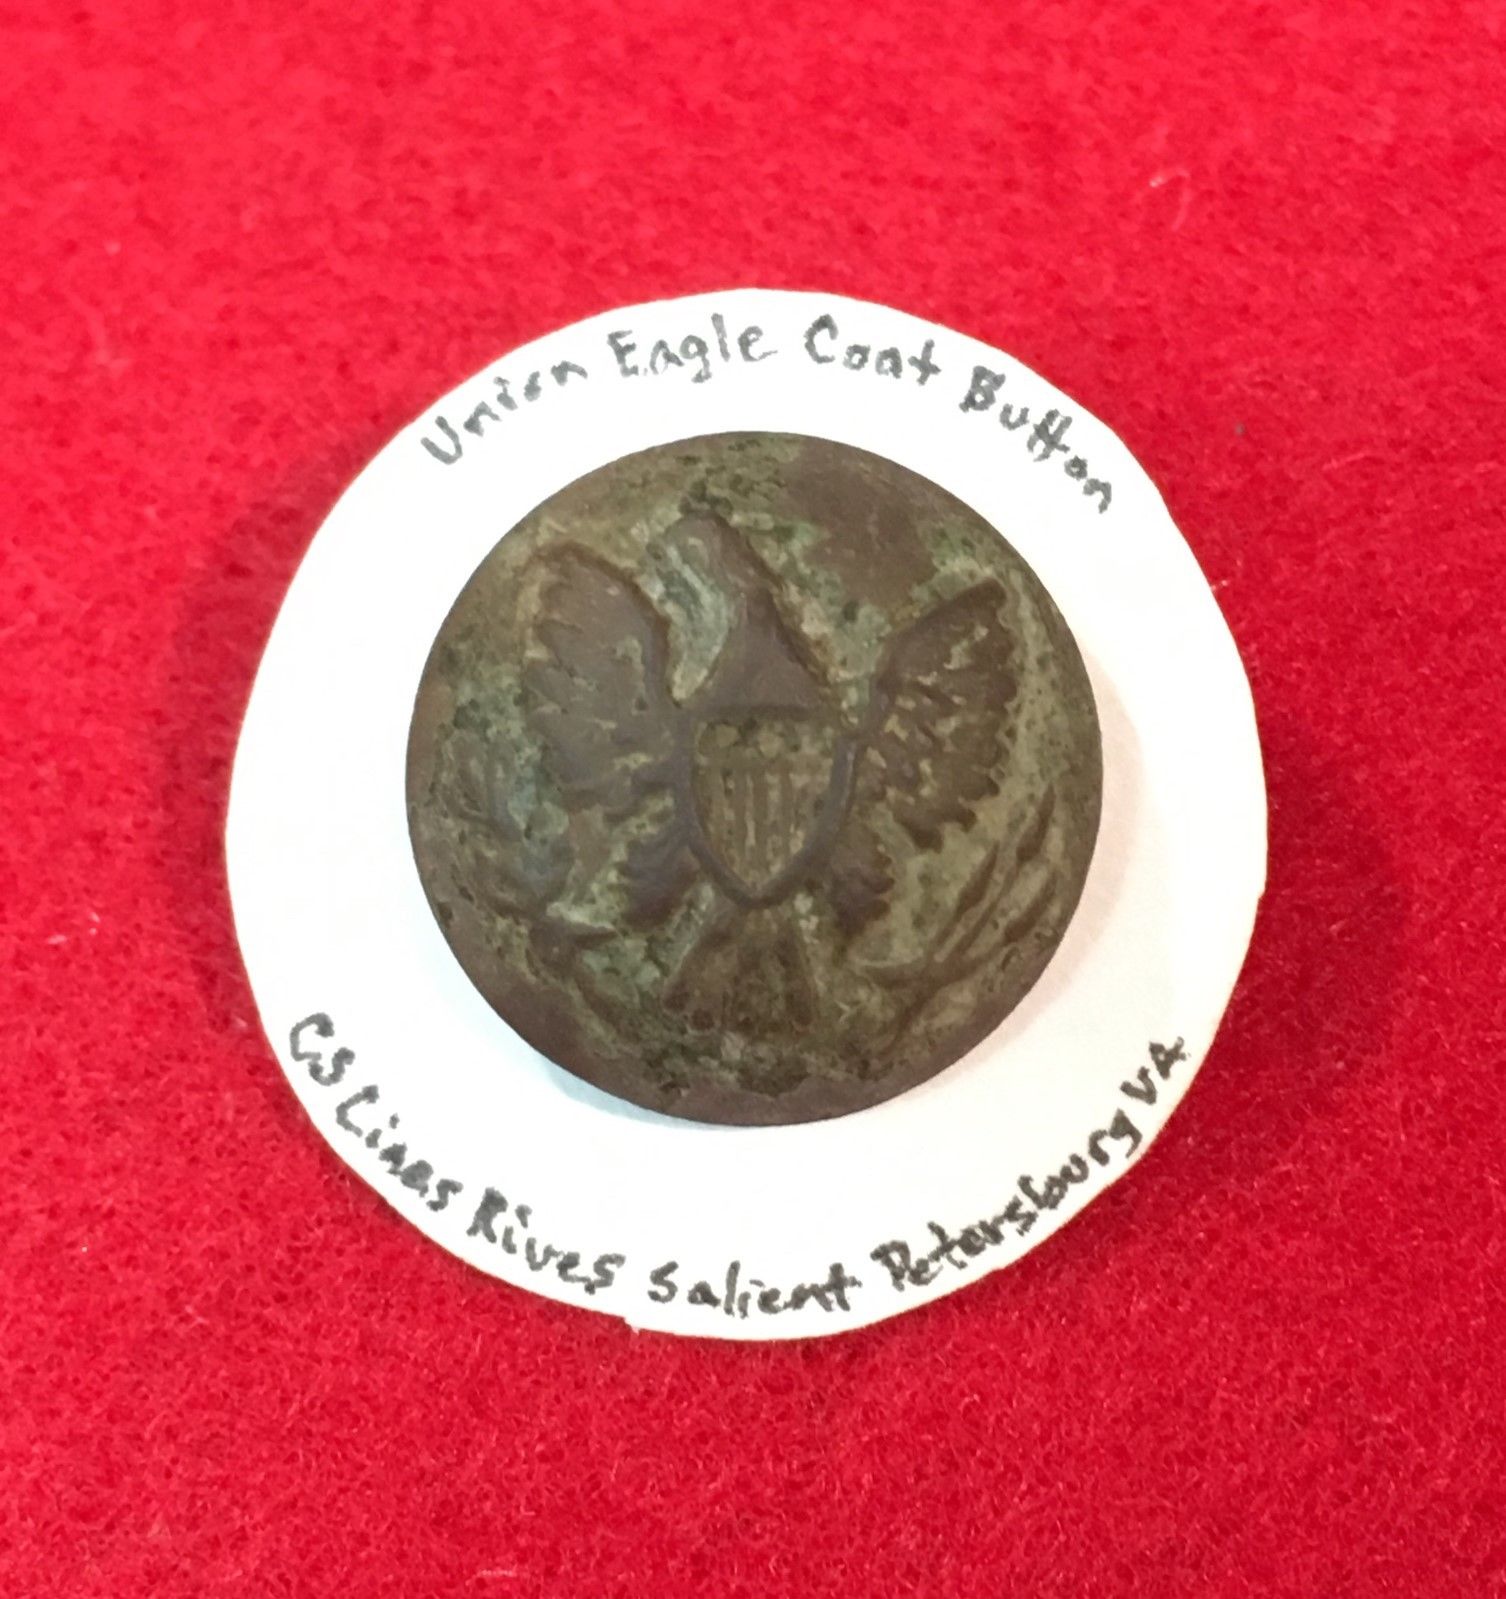 Union Eagle Coat Button
CS Lines Rives Salient Petersburg VA